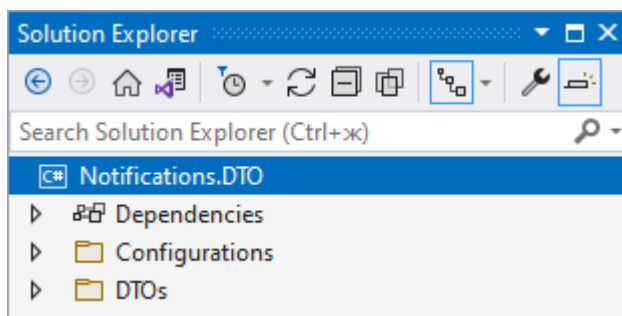 Solution Explorer
Search Solution Explorer (Ctrl+ж)
C# Notifications.DTO
Dependencies
Configurations
DTOs